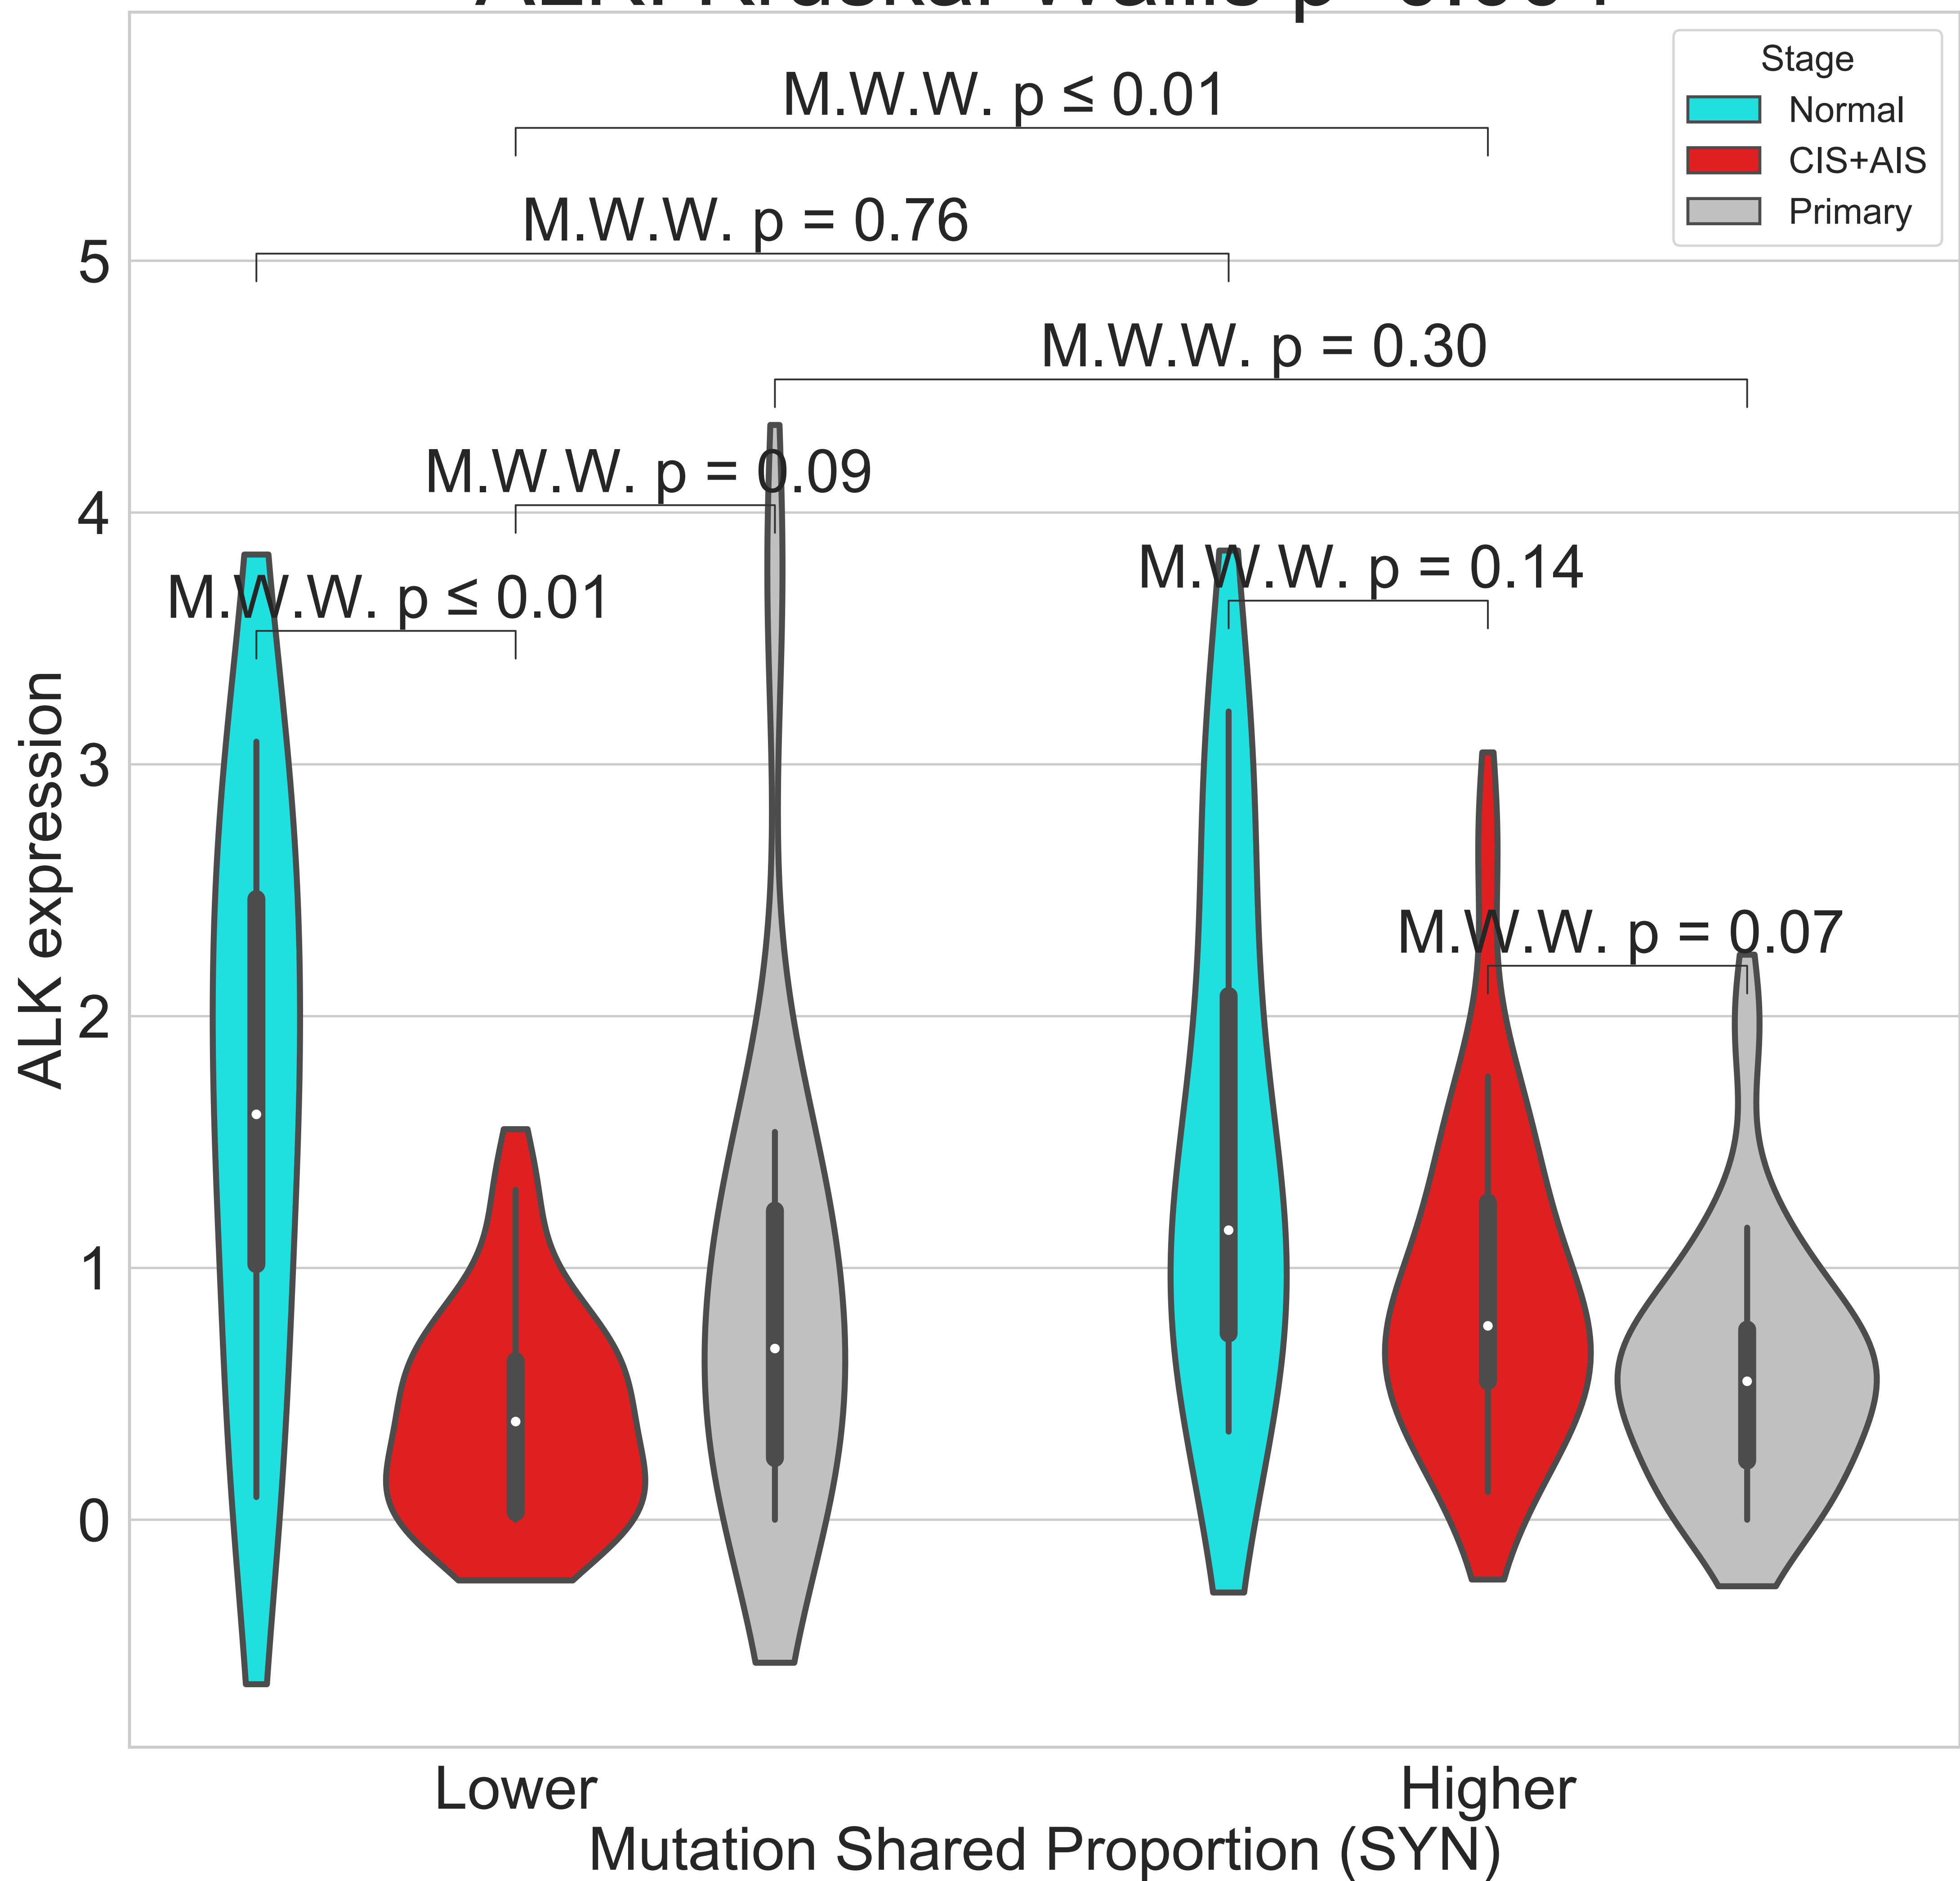 Stage
Normal
CIS+AIS
Primary
M.W.W. p ≤ 0.01
M.W.W. p = 0.76
M.W.W. p = 0.30
M.W.W. p = 0.09
M.W.W. p = 0.14
M.W.W. p ≤ 0.01
M.W.W. p = 0.07
5
4
3
2
1
0
ALK expression
Lower
Higher
Mutation Shared Proportion (SYN)